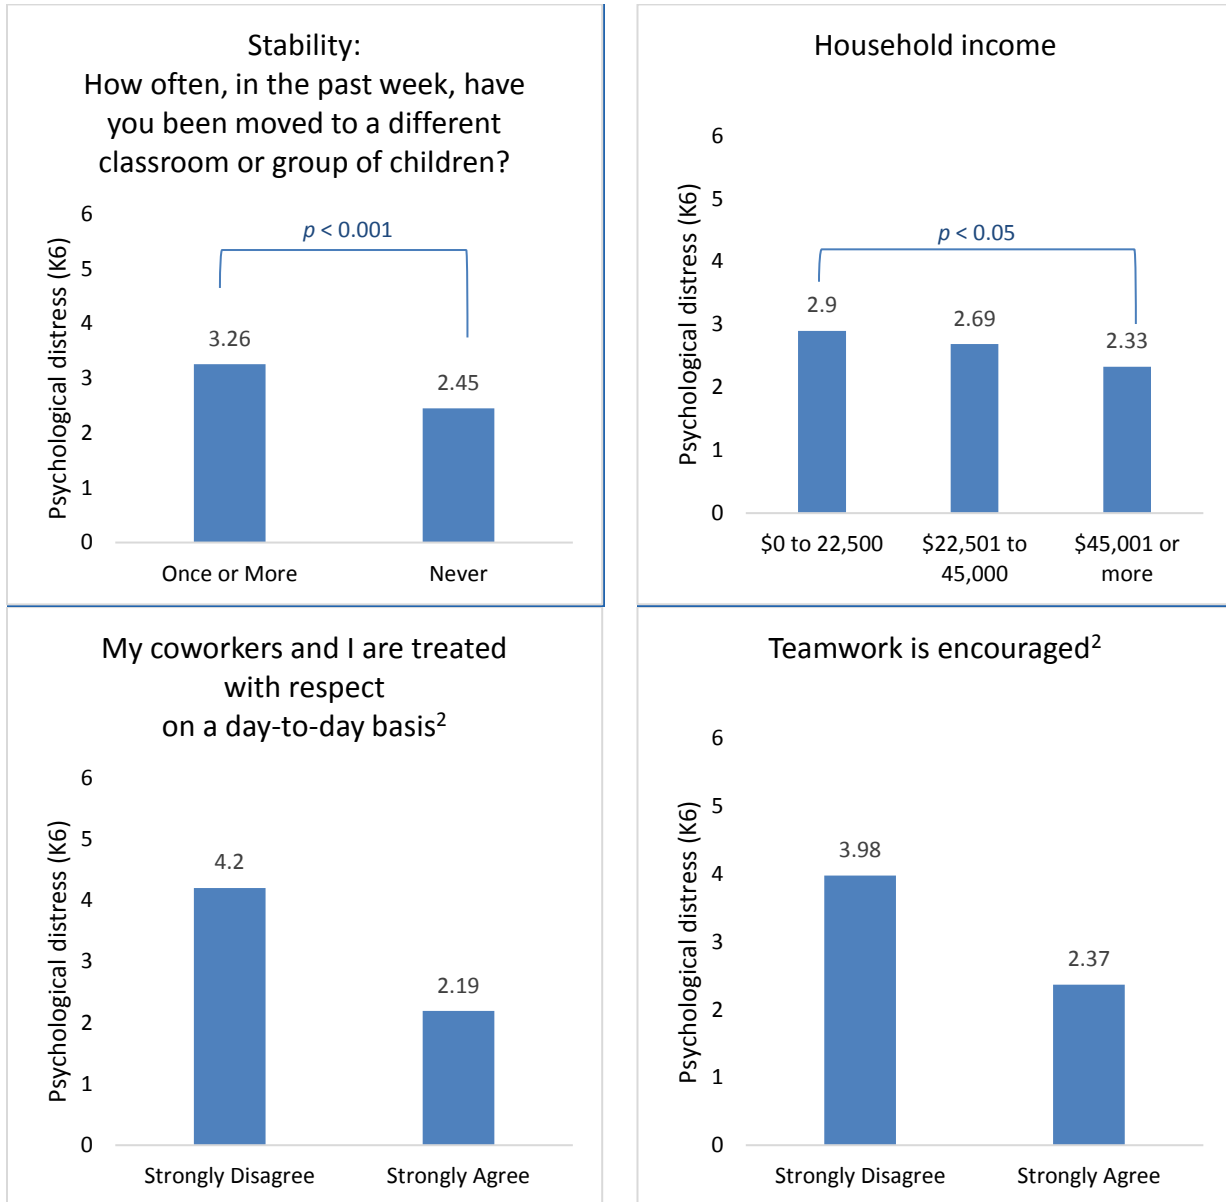 Stability:
How often, in the past week, have
you been moved to a different
classroom or group of children?
Psychological distress (K6)
6
5
4
3
2
1
0
p < 0.001
3.26
2.45
Once or More
Never
Household income
Psychological distress (K6)
6
5
4
3
2
1
0
p < 0.05
2.9
2.69
2.33
$0 to 22,500
$22,501 to
45,000
$45,001 or
more
My coworkers and I are treated
with respect
on a day-to-day basis²
Psychological distress (K6)
6
5
4
3
2
1
0
4.2
2.19
Strongly Disagree
Strongly Agree
Teamwork is encouraged²
Psychological distress (K6)
6
5
4
3
2
1
0
3.98
2.37
Strongly Disagree
Strongly Agree